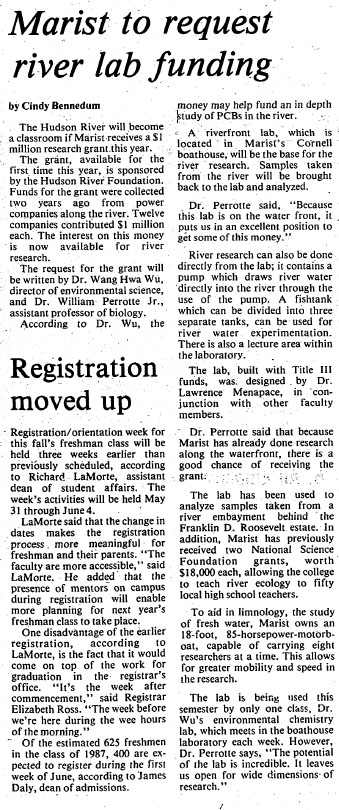 Marist to request
river lab funding
by Cindy Bennedum
The Hudson River will become
a classroom if Marist receives a $1
million research grant this year.
The grant, available for the
first time this year, is sponsored
by the Hudson River Foundation.
Funds for the grant were collected
two years ago from power
companies along the river. Twelve
companies contributed $1 million
each. The interest on this money
is now available for river
research.
The request for the grant will
be written by Dr. Wang Hwa Wu,
director of environmental science,
and Dr. William Perrotte Jr.,
assistant professor of biology.
According to Dr. Wu, the
money may help fund an in depth
study of PCBs in the river.
A riverfront lab, which is
located in Marist's Cornell
boathouse, will be the base for the
river research. Samples taken
from the river will be brought
back to the lab and analyzed.
Dr. Perrotte said, "Because
this lab is on the water front, it
puts us in an excellent position to
get some of this money."
River research can also be done
directly from the lab; it contains a
pump which draws river water
directly into the river through the
use of the pump. A fishtank
which can be divided into three
separate tanks, can be used for
river water experimentation.
There is also a lecture area within
the laboratory.
The lab, built with Title III
funds, was designed by Dr.
Lawrence Menapace, in con-
junction with other faculty
members.
Dr. Perrotte said that because
Marist has already done research
along the waterfront, there is a
good chance of receiving the
grant.
The lab has been used to
analyze samples taken from a
river embayment behind the
Franklin D. Roosevelt estate. In
addition, Marist has previously
received two National Science
Foundation grants, worth
$18,000 each, allowing the college
to teach river ecology to fifty
local high school teachers.
To aid in limnology, the study
of fresh water, Marist owns an
18-foot, 85-horsepower-motorb-
oat, capable of carrying eight
researchers at a time. This allows
for greater mobility and speed in
the research.
The lab is being used this
semester by only one class, Dr.
Wu's environmental chemistry
lab, which meets in the boathouse
laboratory each week. However,
Dr. Perrotte says, "The potential
of the lab is incredible. It leaves
us open for wide dimensions of
research."
Registration
moved up
Registration/orientation week for
this fall's freshman class will be
held three weeks earlier than
previously scheduled, according
to Richard LaMorte, assistant
dean of student affairs. The
week's activities will be held May
31 through June 4.
LaMorte said that the change in
dates makes the registration
process more meaningful for
freshman and their parents. "The
faculty are more accessible," said
LaMorte. He added that the
presence of mentors on campus
during registration will enable
more planning for next year's
freshman class to take place.
One disadvantage of the earlier
registration, according to
LaMorte, is the fact that it would
come on top of the work for
graduation in the registrar's
office. "It's the week after
commencement," said Registrar
Elizabeth Ross. "The week before
we're here during the wee hours
of the morning."
Of the estimated 625 freshmen
in the class of 1987, 400 are ex-
pected to register during the first
week of June, according to James
Daly, dean of admissions.